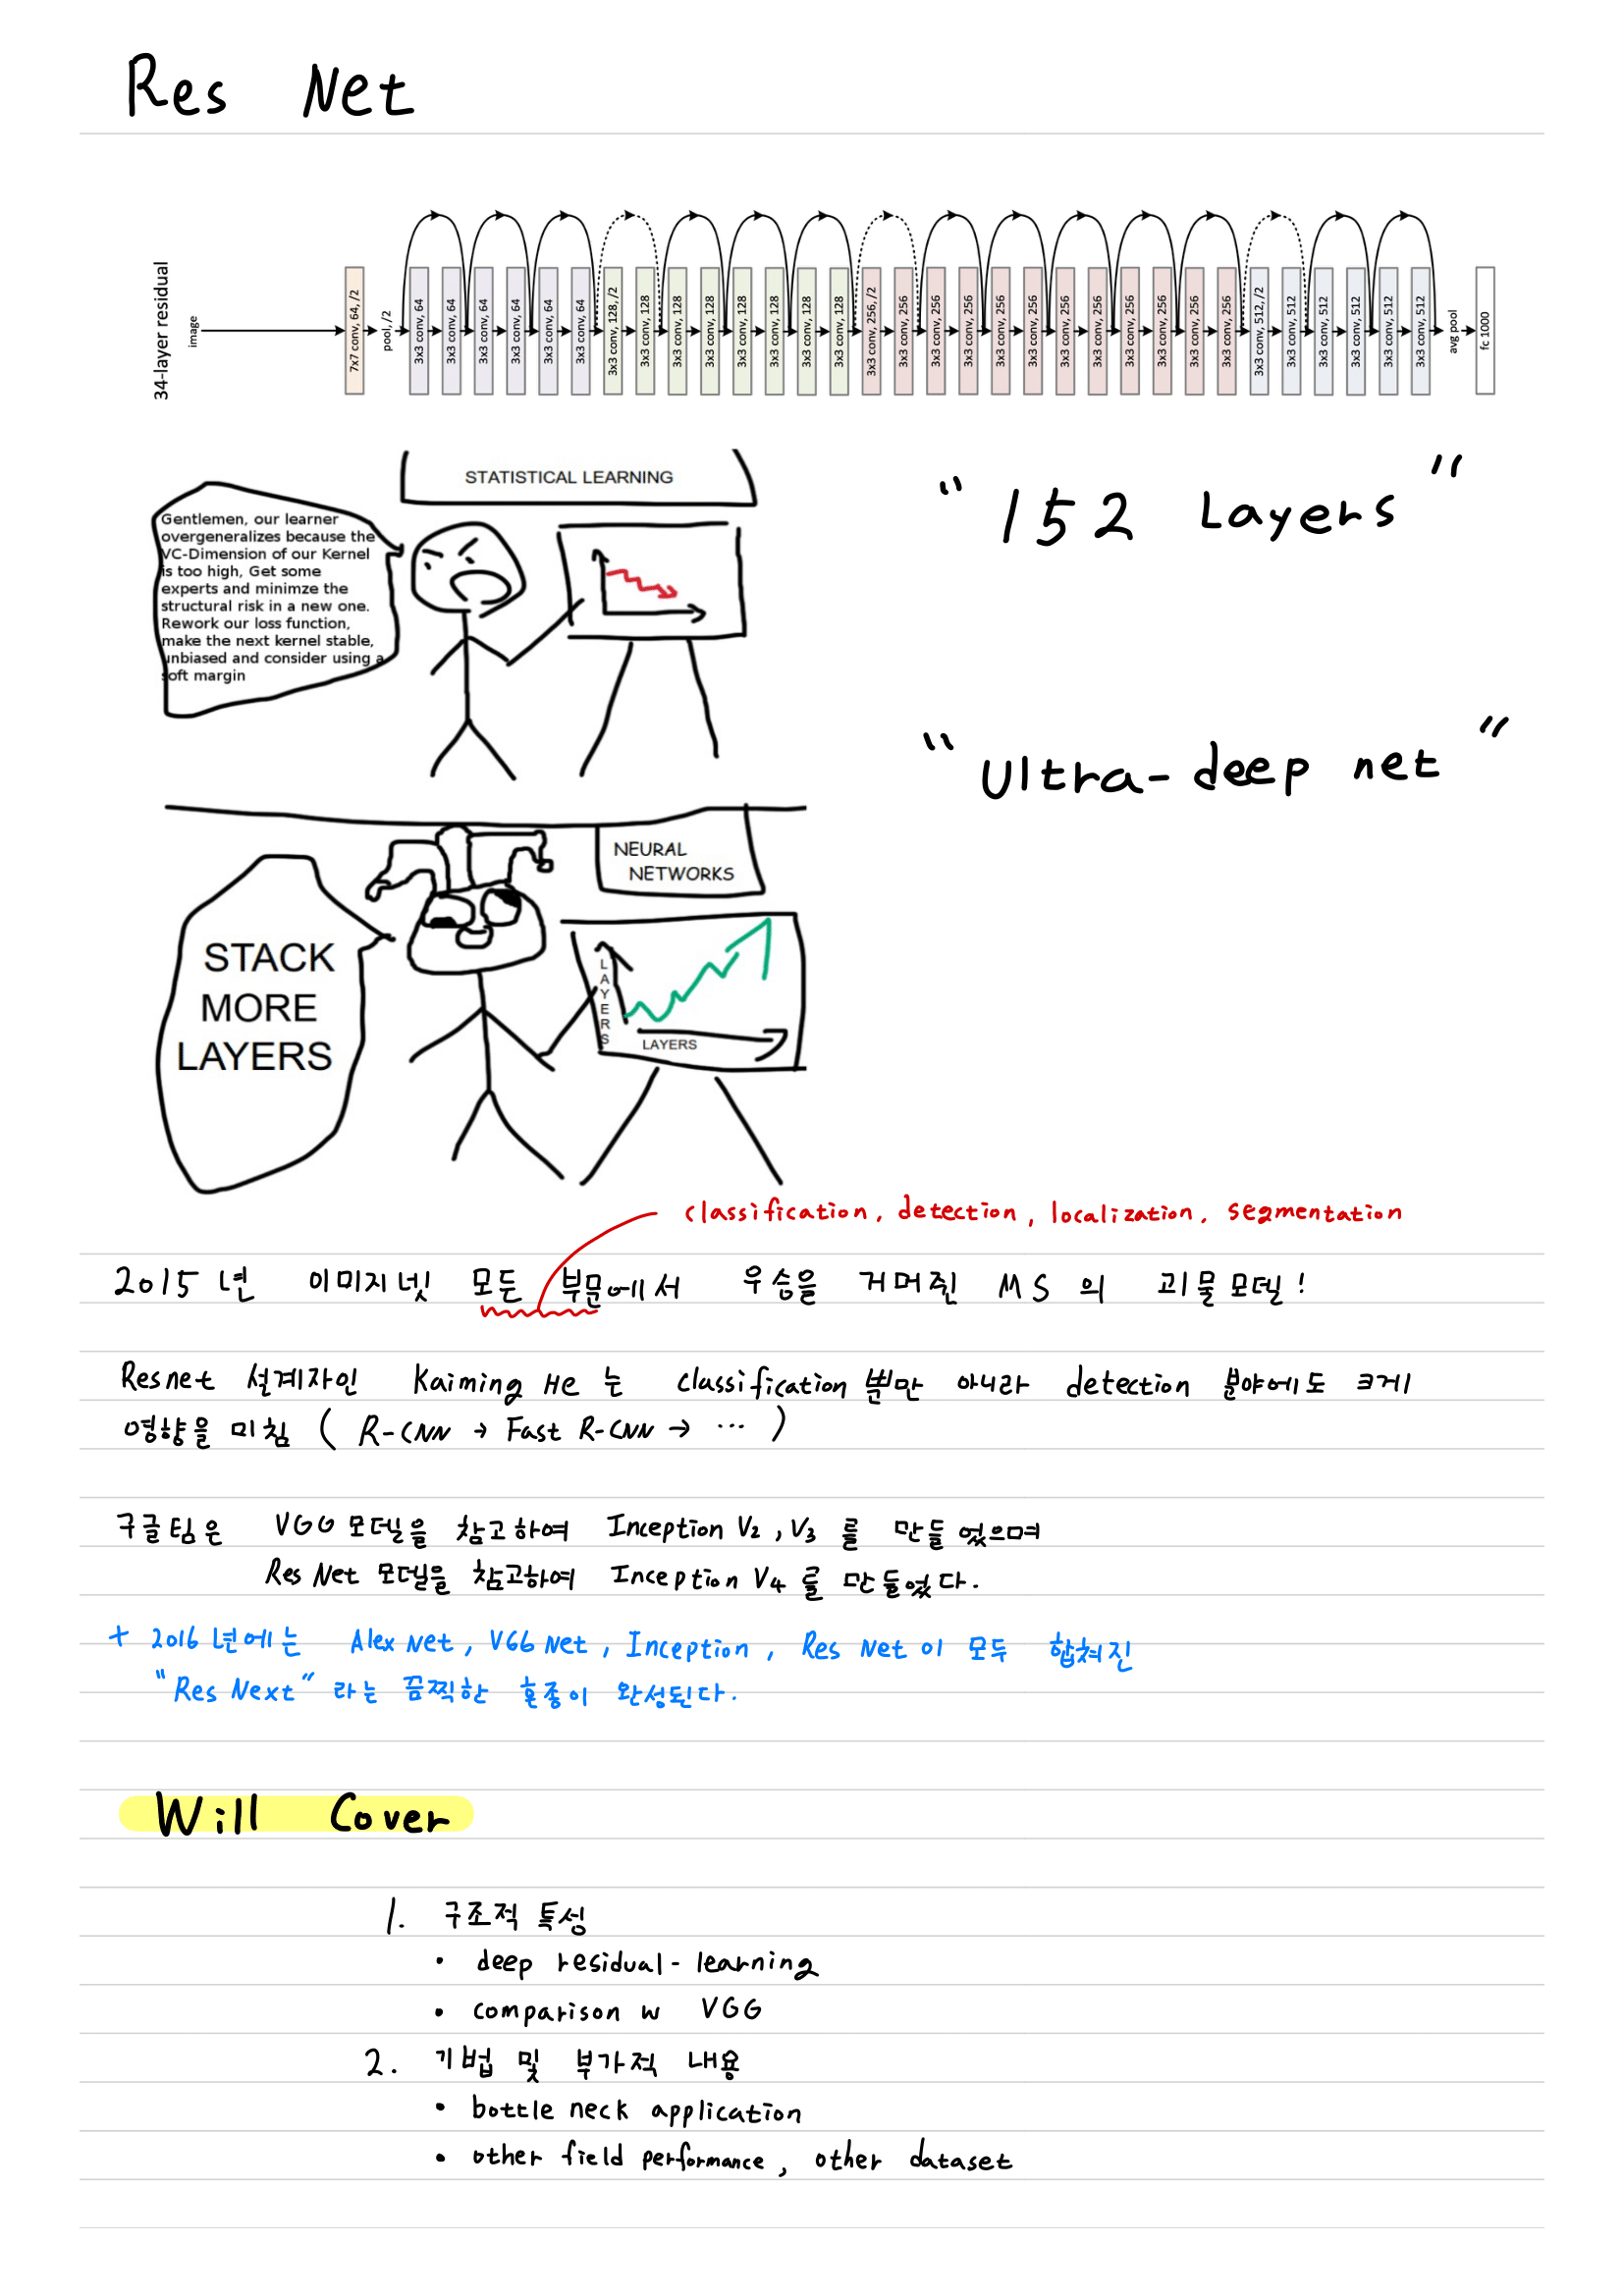 Res Net
34-layer residual
image
7x7 conv, 64, /2
pool, /2
3x3 conv, 64
3x3 conv, 64
3x3 conv, 64
3x3 conv, 64
3x3 conv, 64
3x3 conv, 64
3x3 conv, 128, /2
3x3 conv, 128
3x3 conv, 128
3x3 conv, 128
3x3 conv, 128
3x3 conv, 128
3x3 conv, 128
3x3 conv, 128
3x3 conv, 256, /2
3x3 conv, 256
3x3 conv, 256
3x3 conv, 256
3x3 conv, 256
3x3 conv, 256
3x3 conv, 256
3x3 conv, 256
3x3 conv, 256
3x3 conv, 256
3x3 conv, 256
3x3 conv, 256
3x3 conv, 512, /2
3x3 conv, 512
3x3 conv, 512
3x3 conv, 512
3x3 conv, 512
3x3 conv, 512
avg pool
fc 1000
STATISTICAL LEARNING
Gentlemen, our learner
overgeneralizes because the
VC-Dimension of our Kernel
is too high, Get some
experts and minimze the
structural risk in a new one.
Rework our loss function,
make the next kernel stable,
unbiased and consider using a
soft margin
"152 Layers"
"Ultra-deep net"
NEURAL
NETWORKS
STACK
MORE
LAYERS
LAYERS
LAYERS
classification, detection, localization, segmentation
2015년 이미지넷 모든 부문에서 우승을 거머쥔 MS의 괴물모델!
Resnet 설계자인 Kaiming He 는 classification 뿐만 아니라 detection 분야에도 크게
영향을 미침 ( R-CNN → Fast R-CNN → ··· )
구글팀은 VGG 모델을 참고하여 Inception V2, V3 를 만들었으며
Res Net 모델을 참고하여 Inception V4 를 만들었다.
+ 2016년에는 Alex Net, VGG Net, Inception, Res Net이 모두 합쳐진
"Res Next" 라는 끔찍한 혼종이 완성된다.
Will Cover
1. 구조적 특성
• deep residual-learning
• comparison w VGG
2. 기법 및 부가적 내용
• bottle neck application
• other field performance, other dataset